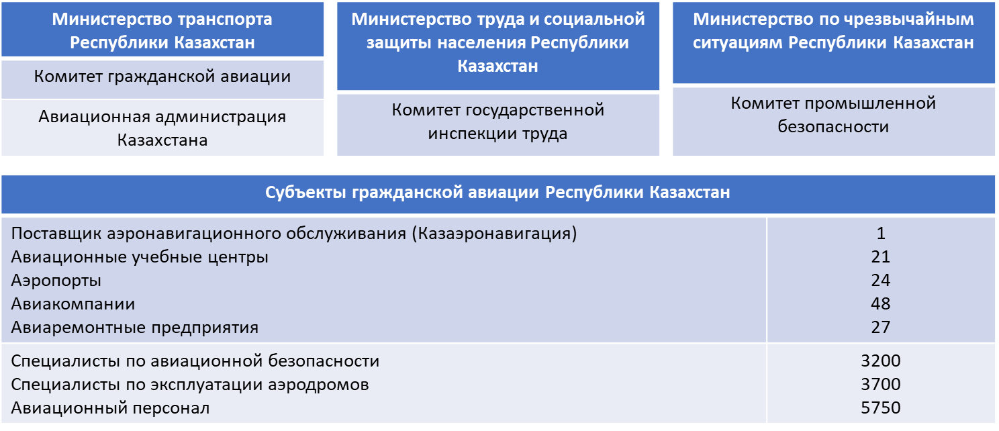 Министерство транспорта
Республики Казахстан
Комитет гражданской авиации
Авиационная администрация
Казахстана
Министерство труда и социальной
защиты населения Республики
Казахстан
Комитет государственной
инспекции труда
Министерство по чрезвычайным
ситуациям Республики Казахстан
Комитет промышленной
безопасности
Субъекты гражданской авиации Республики Казахстан
Поставщик аэронавигационного обслуживания (Казаэронавигация) 1
Авиационные учебные центры 21
Аэропорты 24
Авиакомпании 48
Авиаремонтные предприятия 27
Специалисты по авиационной безопасности 3200
Специалисты по эксплуатации аэродромов 3700
Авиационный персонал 5750